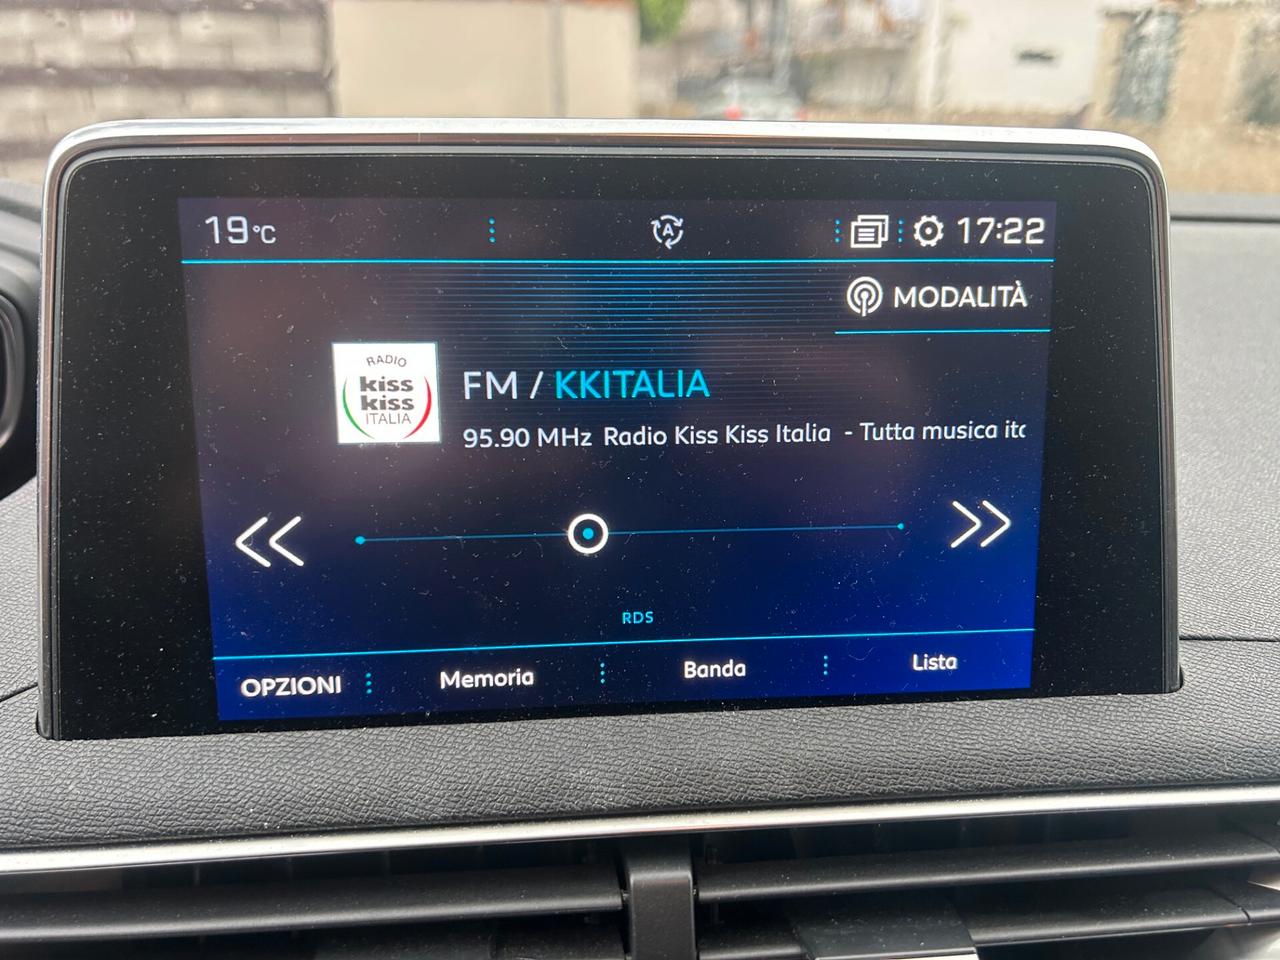 19°C
A
17:22
MODALITÀ
RADIO
kiss
kiss
ITALIA
FM / KKITALIA
95.90 MHz Radio Kiss Kiss Italia - Tutta musica itc
RDS
OPZIONI
Memoria
Banda
Lista